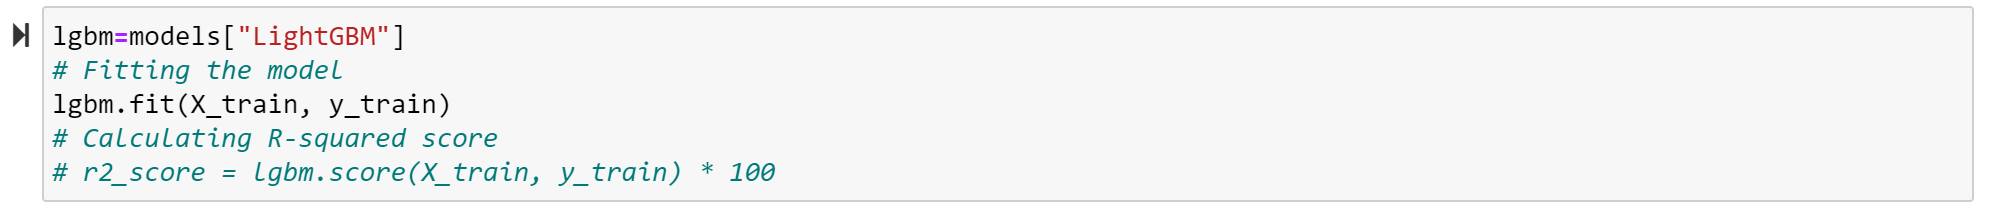 lgbm=models["LightGBM"]
# Fitting the model
lgbm.fit(X_train, y_train)
# Calculating R-squared score
# r2_score = lgbm.score(X_train, y_train) * 100